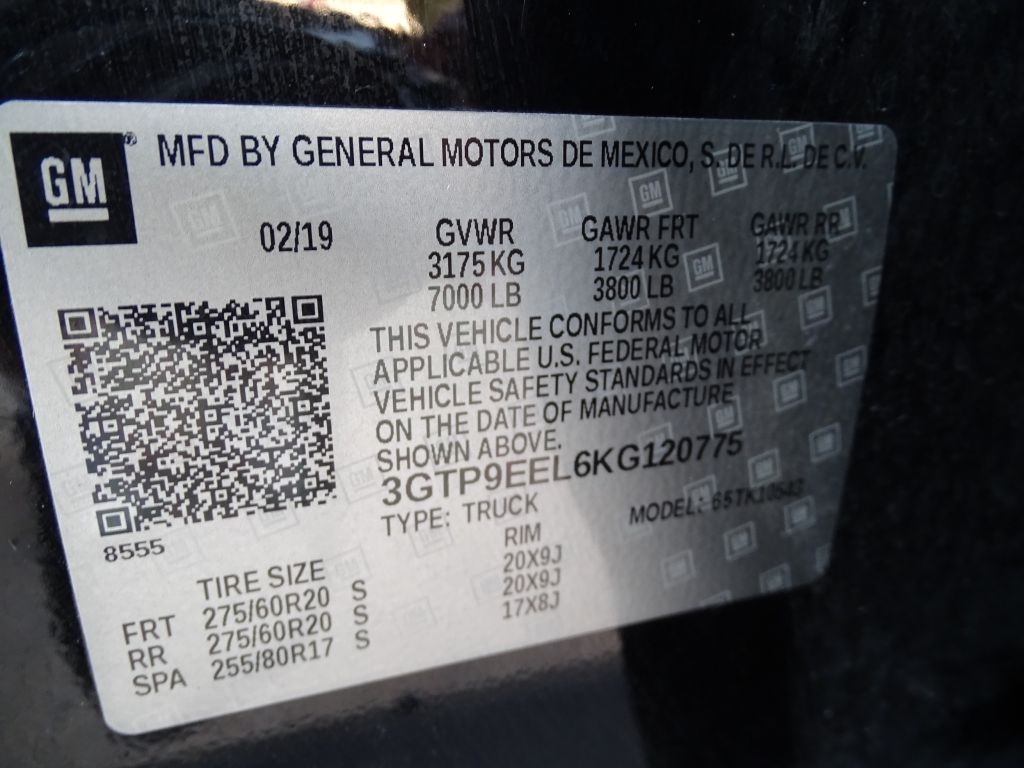 GM ® MFD BY GENERAL MOTORS DE MEXICO, S. DE R.L. DE C.V.
02/19 GVWR GAWR FRT GAWR RR
3175 KG 1724 KG 1724 KG
7000 LB 3800 LB 3800 LB
THIS VEHICLE CONFORMS TO ALL
APPLICABLE U.S. FEDERAL MOTOR
VEHICLE SAFETY STANDARDS IN EFFECT
ON THE DATE OF MANUFACTURE
SHOWN ABOVE.
3GTP9EEL6KG120775
TYPE: TRUCK MODEL: 65TK10543
8555
TIRE SIZE RIM
FRT 275/60R20 S 20X9J
RR 275/60R20 S 20X9J
SPA 255/80R17 S 17X8J